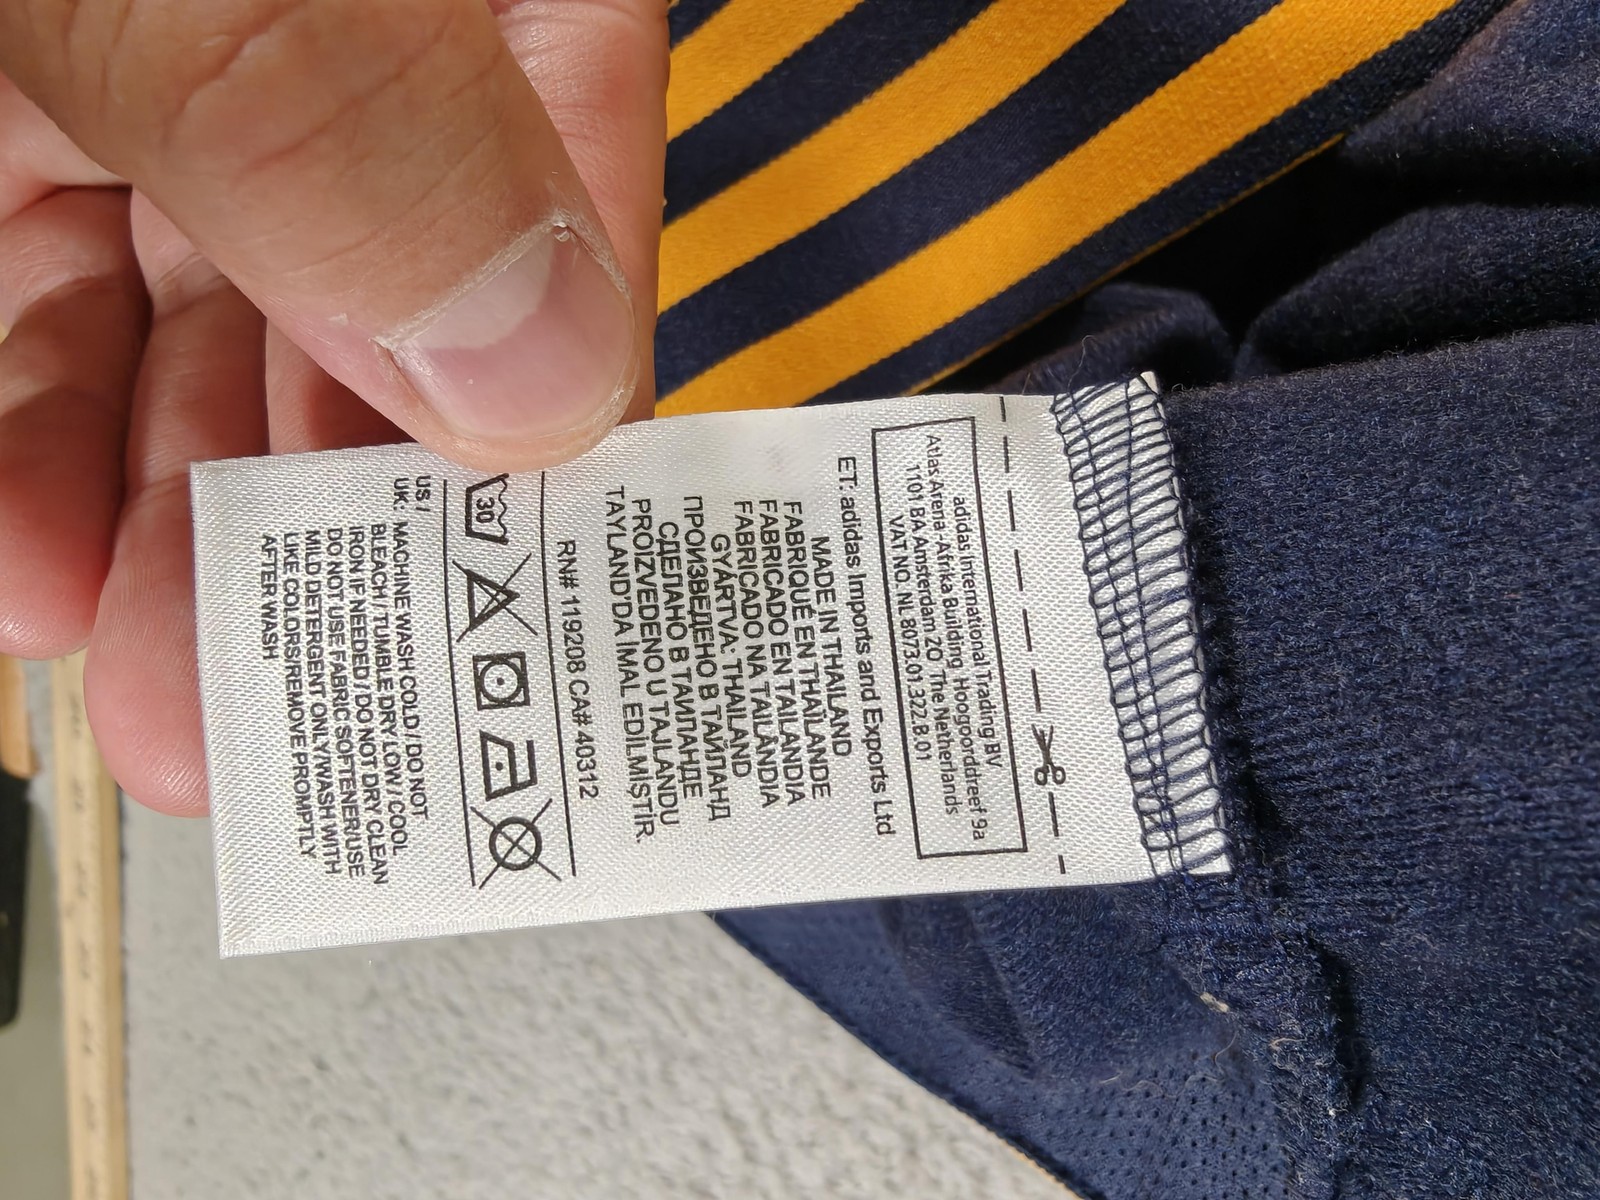 adidas International Trading BV
Atlas Arena-Afrika Building, Hoogoorddreef 9a
1101 BA Amsterdam ZO The Netherlands
VAT NO. NL 8073.01.322.B.01
ET: adidas Imports and Exports Ltd
MADE IN THAILAND
FABRIQUÉ EN THAÏLANDE
FABRICADO EN TAILANDIA
FABRICADO NA TAILÂNDIA
GYÁRTVA: THAILAND
ПРОИЗВЕДЕНО В ТАЙЛАНД
СДЕЛАНО В ТАИЛАНДЕ
PROIZVEDENO U TAJLANDU
TAYLAND'DA İMAL EDİLMİŞTİR.
RN# 119208 CA# 40312
30
US /
UK: MACHINE WASH COLD / DO NOT
BLEACH / TUMBLE DRY LOW / COOL
IRON IF NEEDED / DO NOT DRY CLEAN
DO NOT USE FABRIC SOFTENER/USE
MILD DETERGENT ONLY/WASH WITH
LIKE COLORS/REMOVE PROMPTLY
AFTER WASH